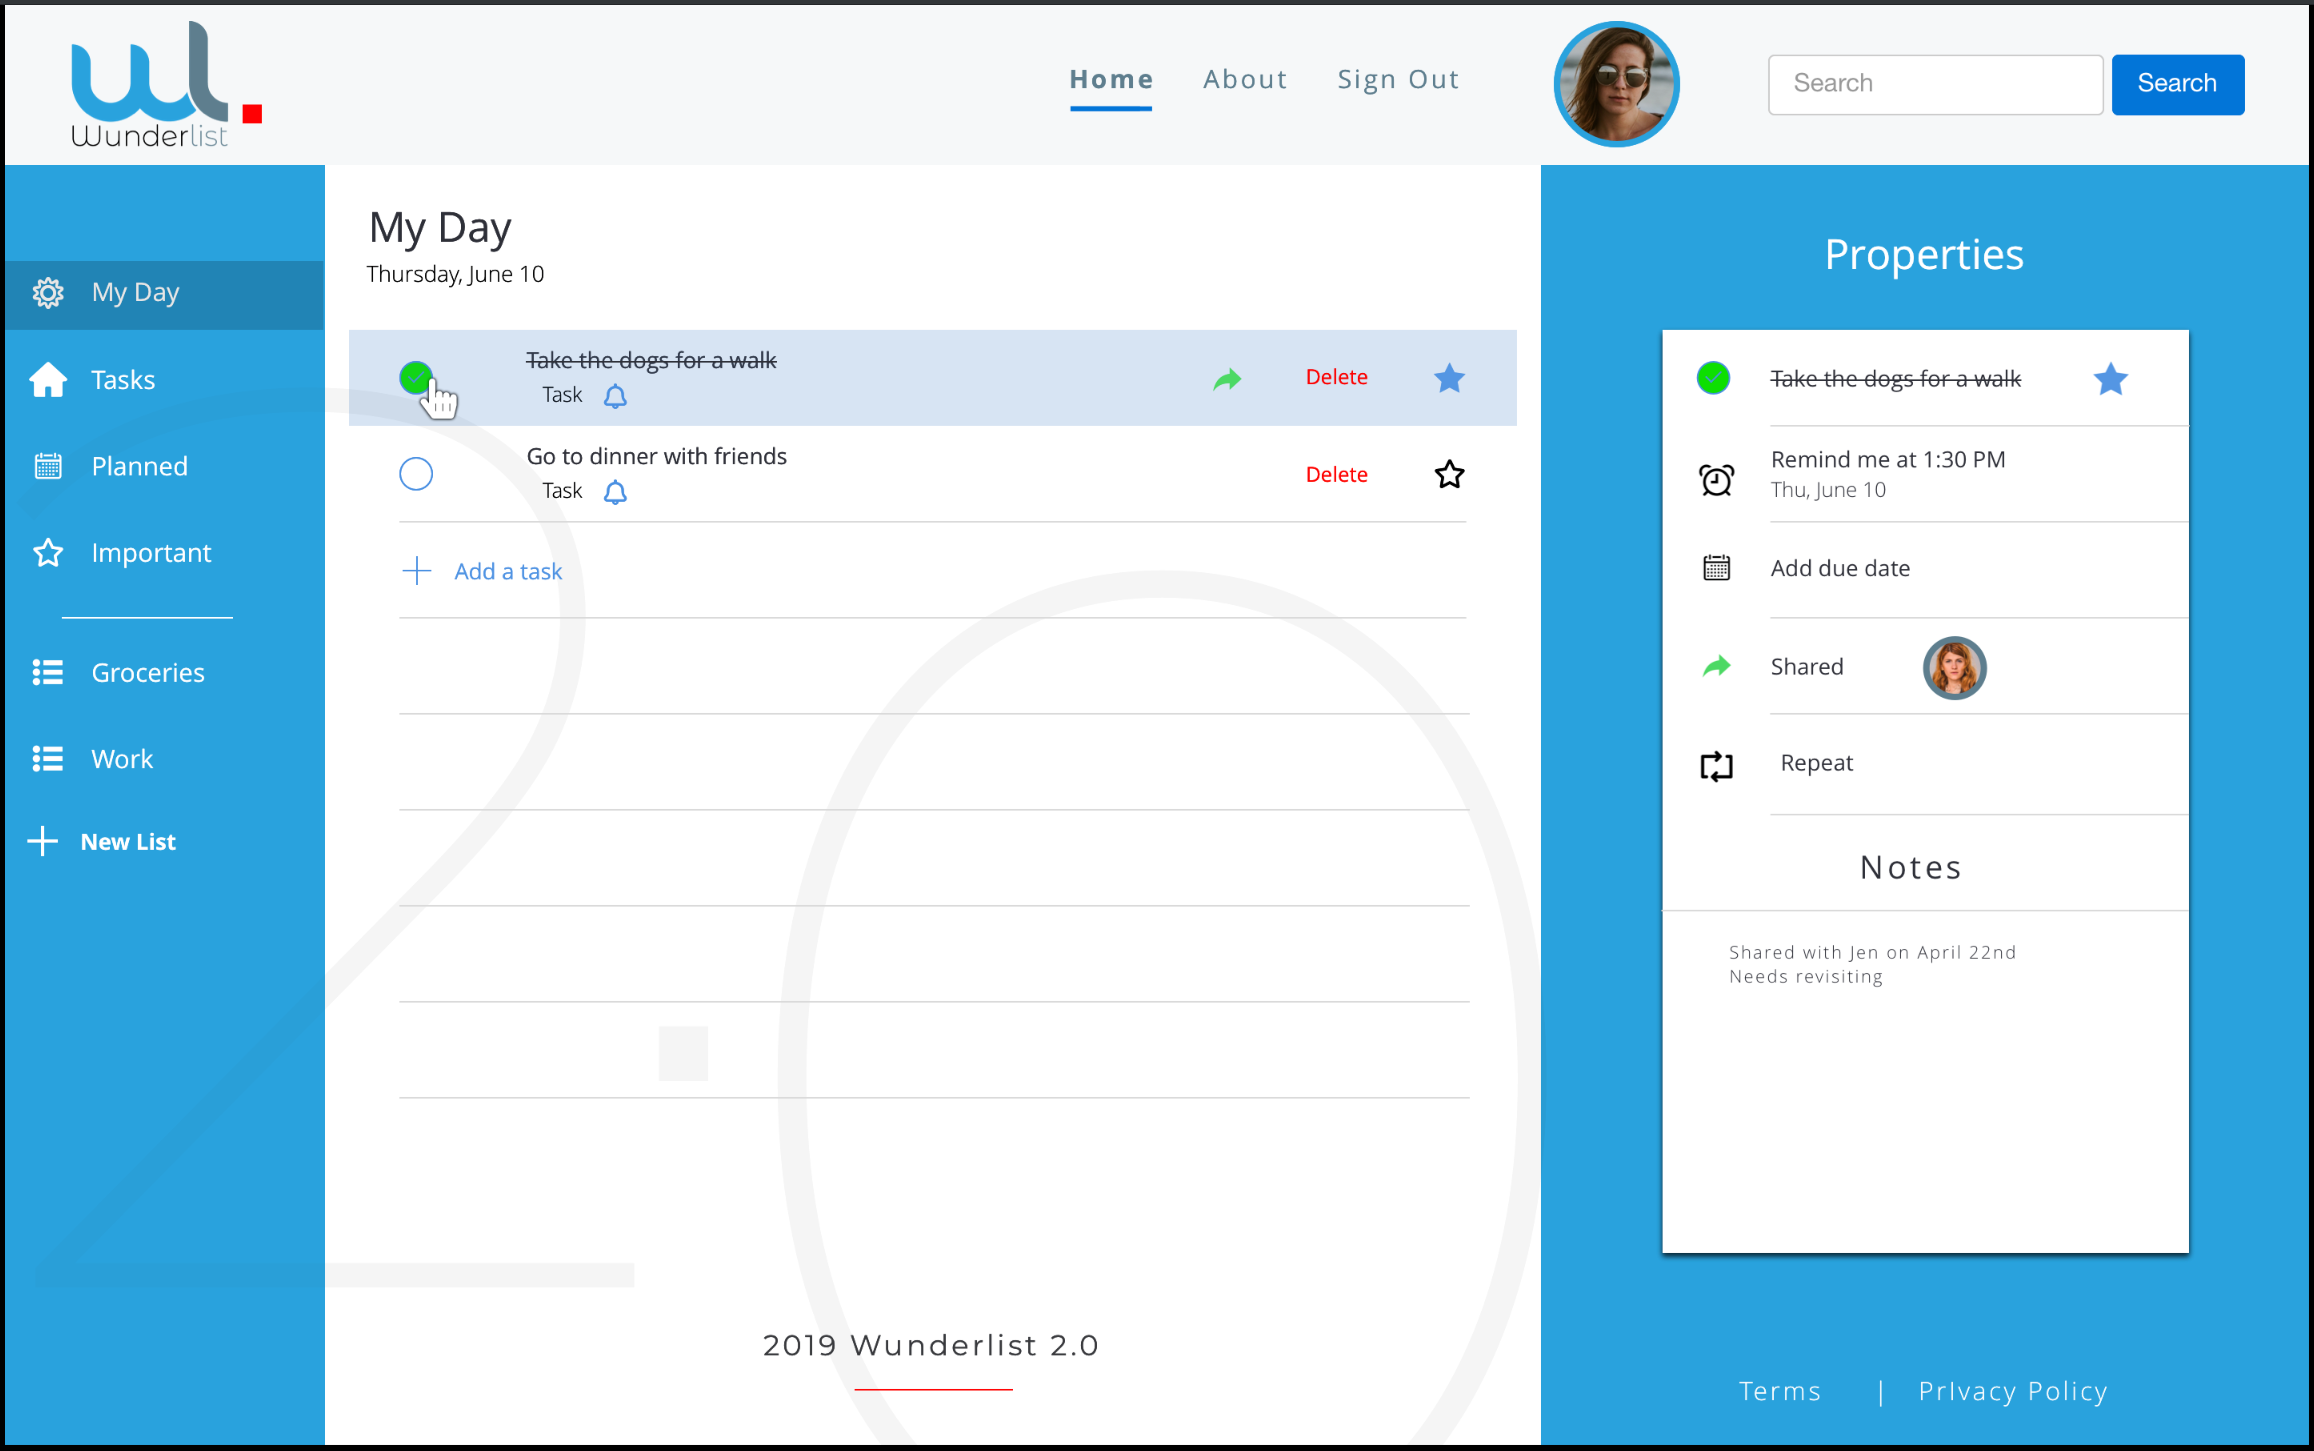 wl.
Wunderlist
Home
About
Sign Out
Search
Search
My Day
Tasks
Planned
Important
Groceries
Work
New List
My Day
Thursday, June 10
Take the dogs for a walk
Task
Delete
Go to dinner with friends
Task
Delete
Add a task
2.0
2019 Wunderlist 2.0
Properties
Take the dogs for a walk
Remind me at 1:30 PM
Thu, June 10
Add due date
Shared
Repeat
Notes
Shared with Jen on April 22nd
Needs revisiting
Terms | PrIvacy Policy